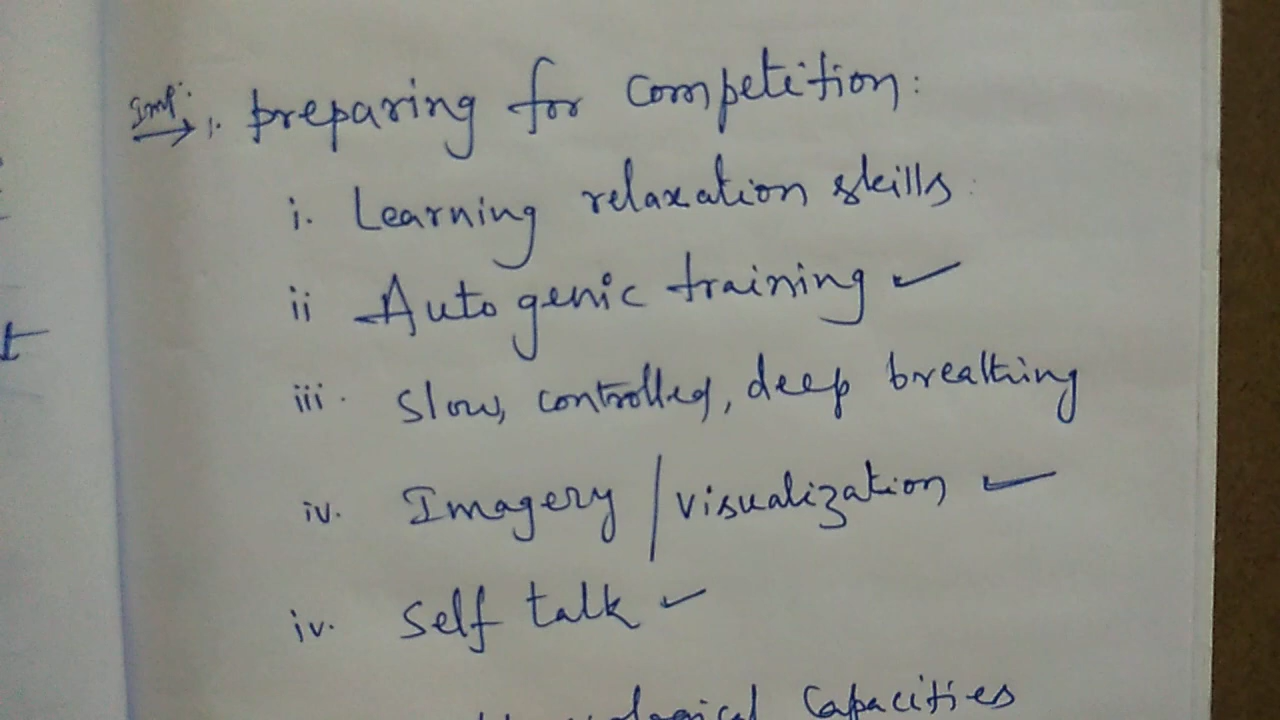 Imp: → 1. Preparing for competition:
i. Learning relaxation skills
ii Autogenic training ✓
iii. Slow, controlled, deep breathing
iv. Imagery / visualization ✓
iv. Self talk ✓
Capacities